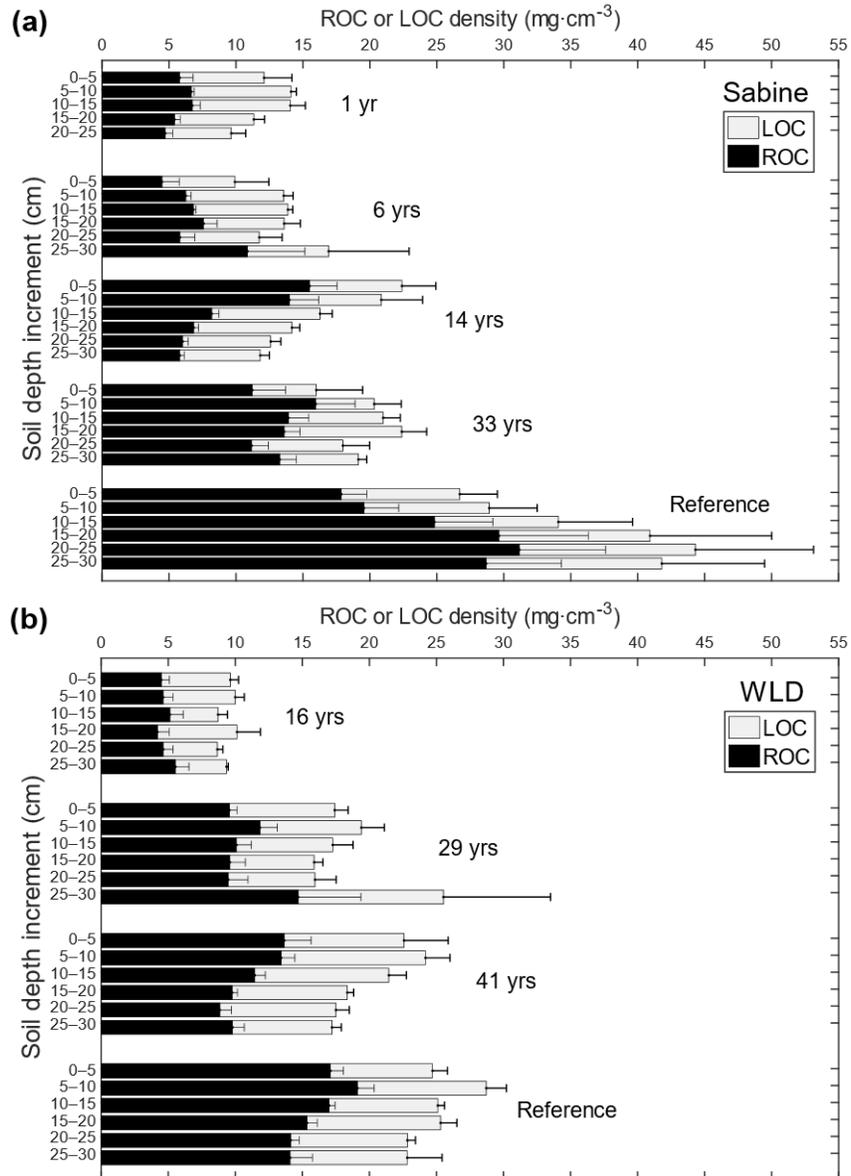 (a)
ROC or LOC density (mg·cm-3)
0 5 10 15 20 25 30 35 40 45 50 55
Soil depth increment (cm)
Sabine
LOC
ROC
0–5
5–10
10–15
15–20
20–25
1 yr
0–5
5–10
10–15
15–20
20–25
25–30
6 yrs
0–5
5–10
10–15
15–20
20–25
25–30
14 yrs
0–5
5–10
10–15
15–20
20–25
25–30
33 yrs
0–5
5–10
10–15
15–20
20–25
25–30
Reference
(b)
ROC or LOC density (mg·cm-3)
0 5 10 15 20 25 30 35 40 45 50 55
Soil depth increment (cm)
WLD
LOC
ROC
0–5
5–10
10–15
15–20
20–25
25–30
16 yrs
0–5
5–10
10–15
15–20
20–25
25–30
29 yrs
0–5
5–10
10–15
15–20
20–25
25–30
41 yrs
0–5
5–10
10–15
15–20
20–25
25–30
Reference